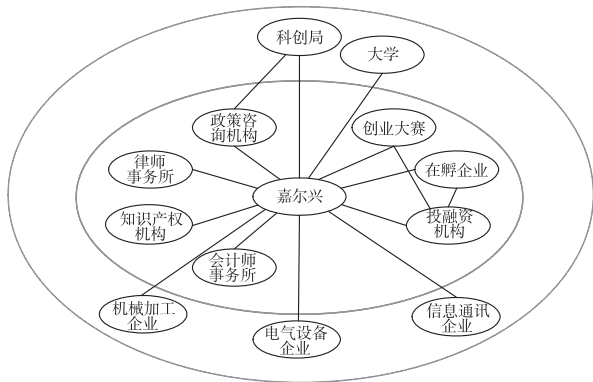 科创局
大学
政策咨
询机构
创业大赛
律师
事务所
在孵企业
嘉尔兴
知识产权
机构
投融资
机构
会计师
事务所
机械加工
企业
电气设备
企业
信息通讯
企业